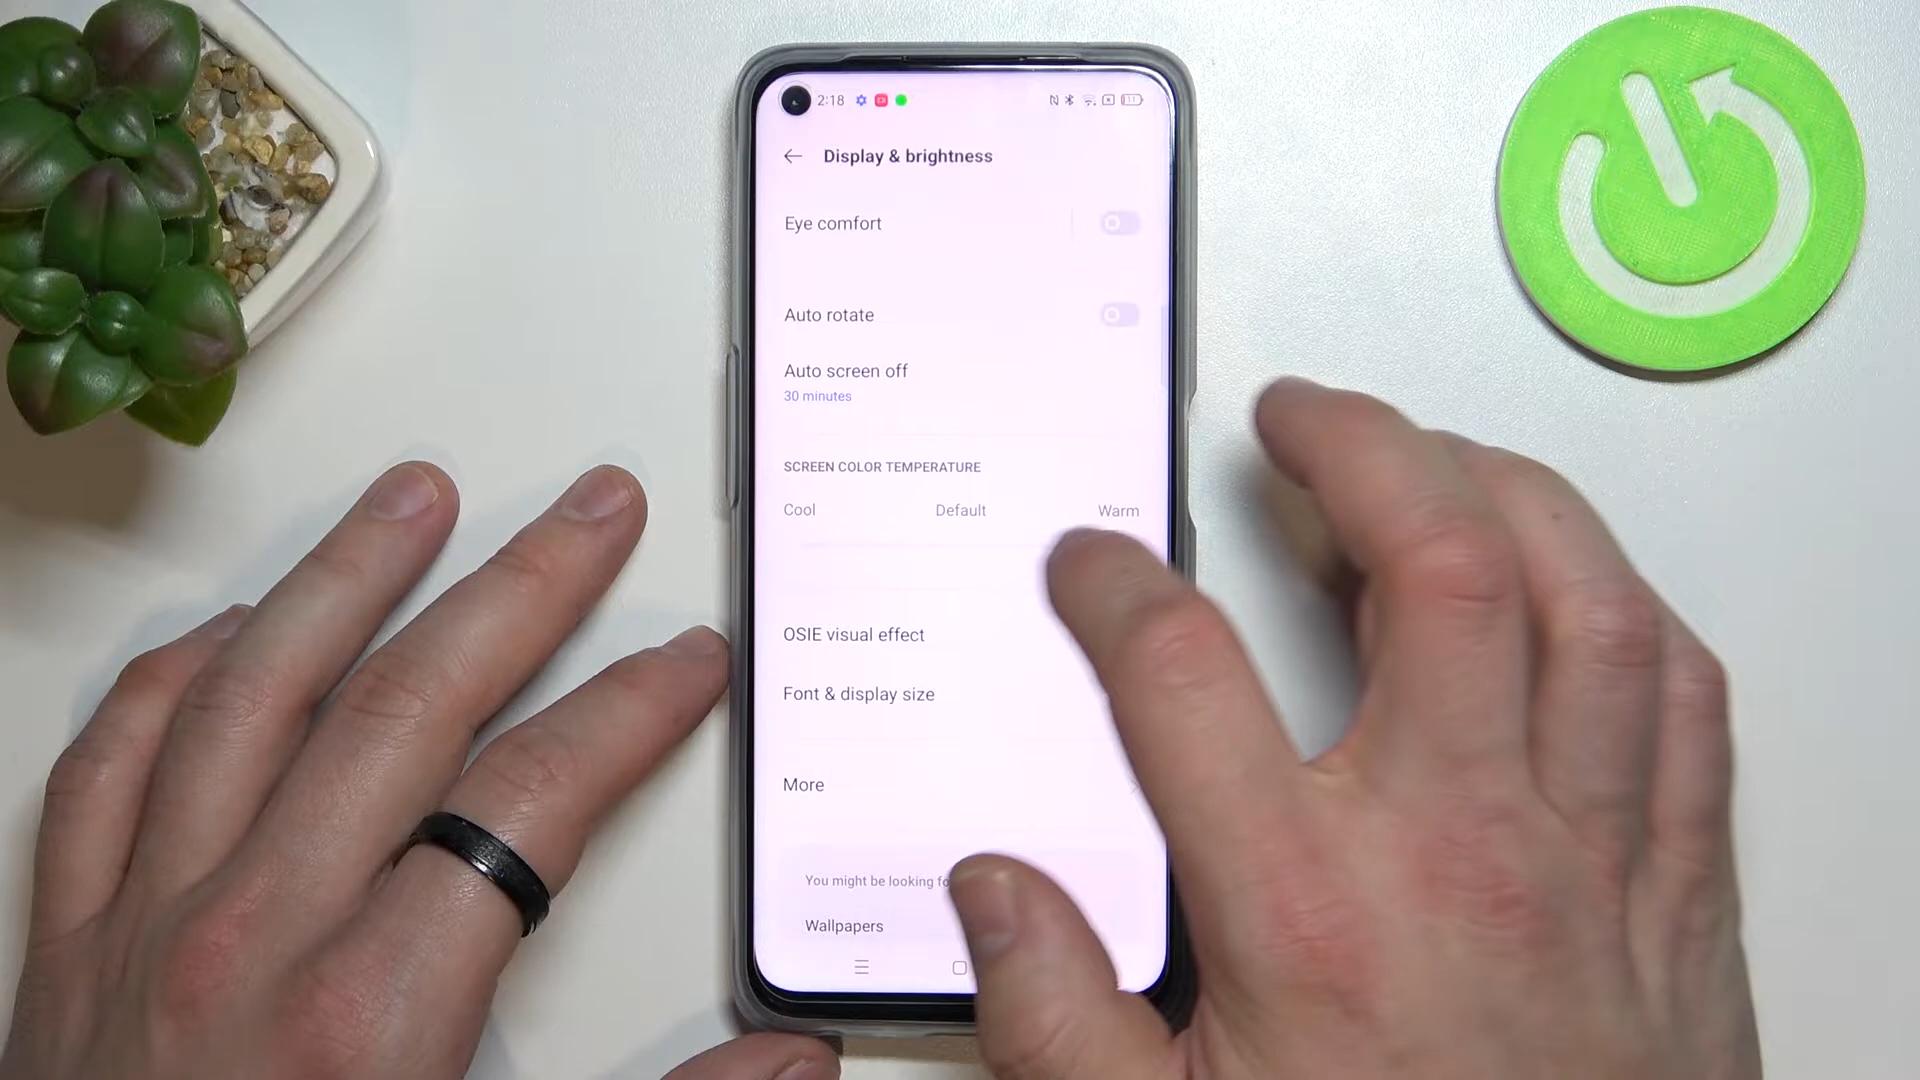 2:18
Display & brightness
Eye comfort
Auto rotate
Auto screen off
30 minutes
SCREEN COLOR TEMPERATURE
Cool Default Warm
OSIE visual effect
Font & display size
More
You might be looking
Wallpapers